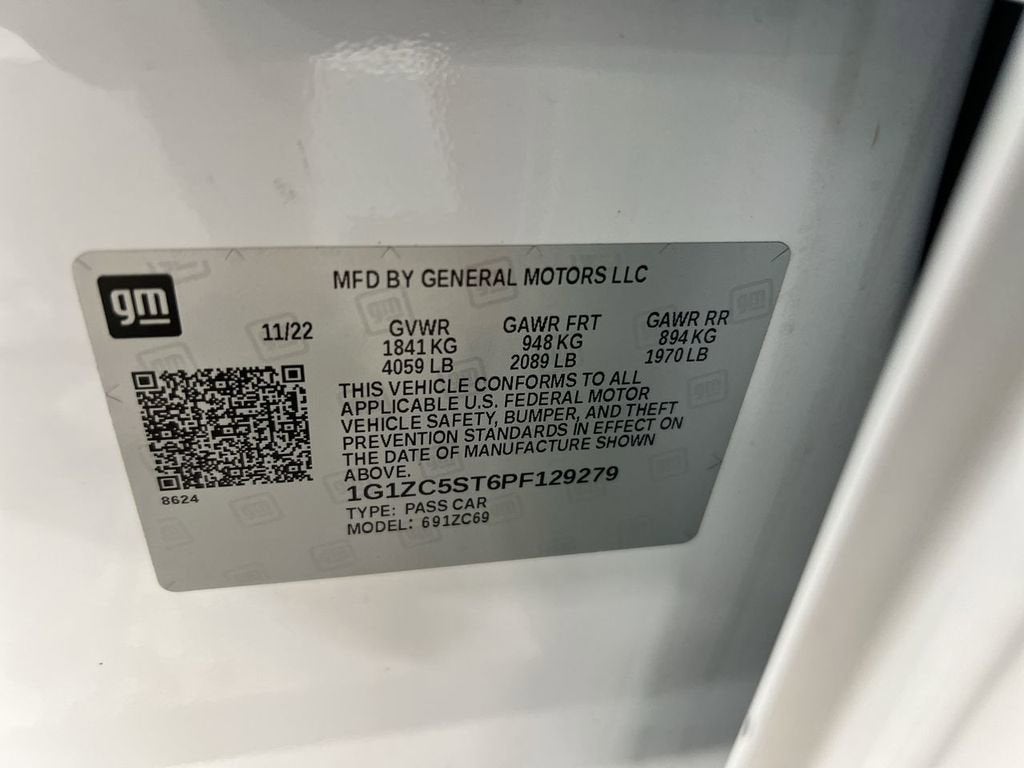 gm
MFD BY GENERAL MOTORS LLC
11/22
GVWR GAWR FRT GAWR RR
1841 KG 948 KG 894 KG
4059 LB 2089 LB 1970 LB
THIS VEHICLE CONFORMS TO ALL
APPLICABLE U.S. FEDERAL MOTOR
VEHICLE SAFETY, BUMPER, AND THEFT
PREVENTION STANDARDS IN EFFECT ON
THE DATE OF MANUFACTURE SHOWN
ABOVE.
8624
1G1ZC5ST6PF129279
TYPE: PASS CAR
MODEL: 691ZC69